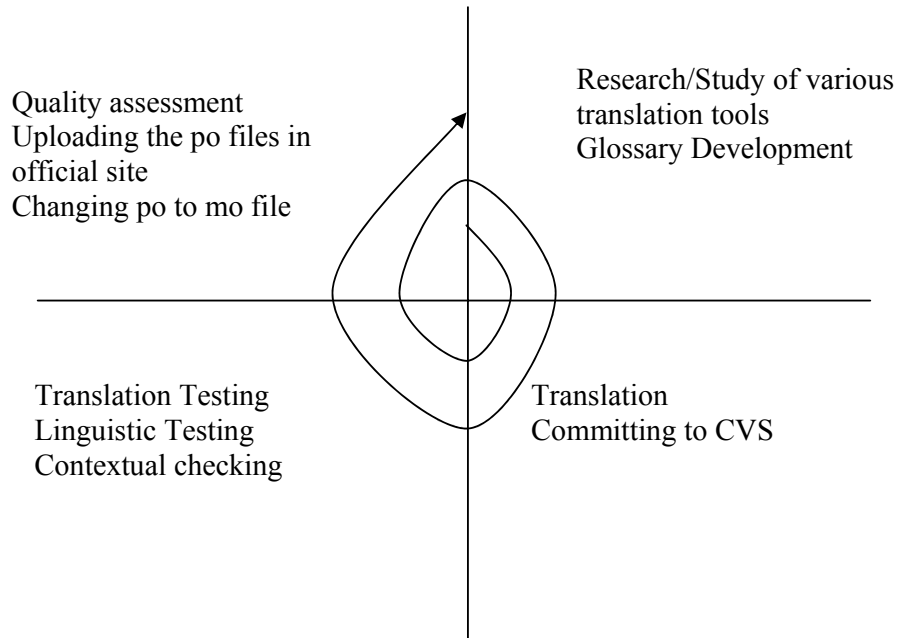 Quality assessment
Uploading the po files in
official site
Changing po to mo file
Research/Study of various
translation tools
Glossary Development
Translation Testing
Linguistic Testing
Contextual checking
Translation
Committing to CVS